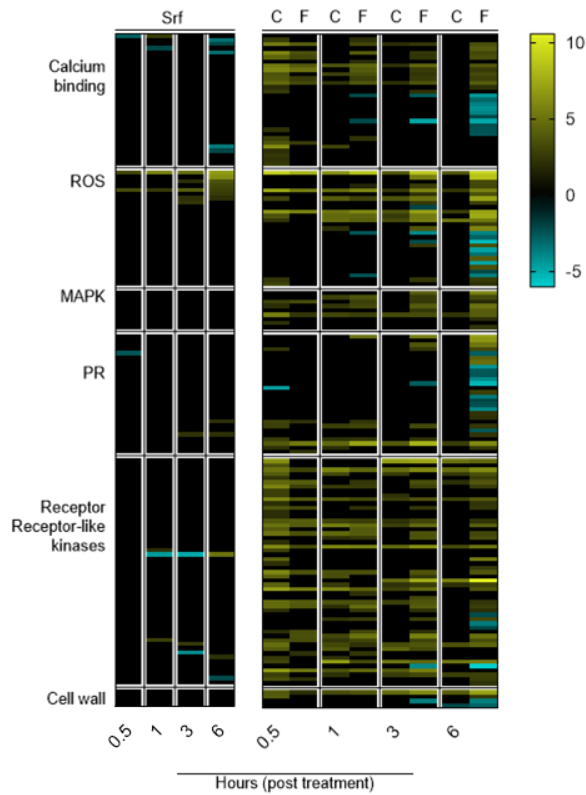 Srf
C F C F C F C F
Calcium
binding
ROS
MAPK
PR
Receptor
Receptor-like
kinases
Cell wall
10
5
0
-5
0.5 1 3 6
0.5 1 3 6
Hours (post treatment)